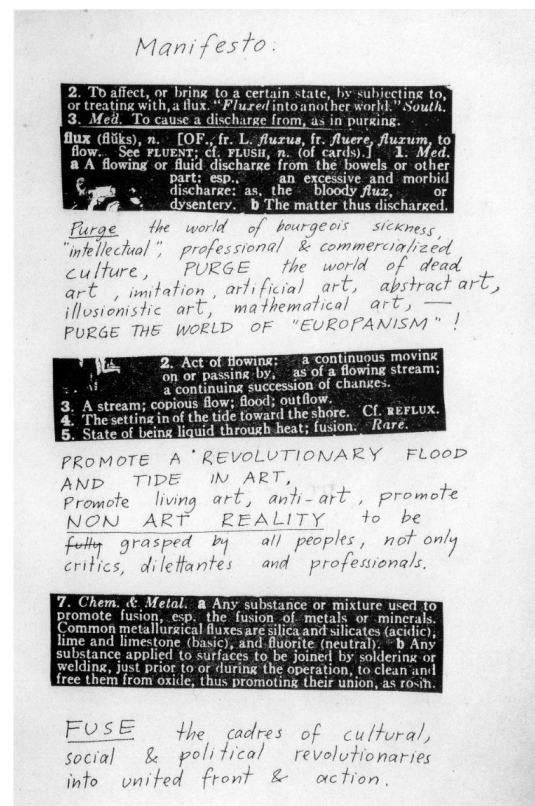 Manifesto:
2. To affect, or bring to a certain state, by subjecting to,
or treating with, a flux. "Fluxed into another world." South.
3. Med. To cause a discharge from, as in purging.
flux (flŭks), n. [OF., fr. L. fluxus, fr. fluere, fluxum, to
flow. See FLUENT; cf. FLUSH, n. (of cards).] 1. Med.
a A flowing or fluid discharge from the bowels or other
part; esp., an excessive and morbid
discharge; as, the bloody flux, or
dysentery. b The matter thus discharged.
Purge the world of bourgeois sickness,
"intellectual", professional & commercialized
culture, PURGE the world of dead
art, imitation, artificial art, abstract art,
illusionistic art, mathematical art, —
PURGE THE WORLD OF "EUROPANISM"!
2. Act of flowing; a continuous moving
on or passing by, as of a flowing stream;
a continuing succession of changes.
3. A stream; copious flow; flood; outflow.
4. The setting in of the tide toward the shore. Cf. REFLUX.
5. State of being liquid through heat; fusion. Rare.
PROMOTE A REVOLUTIONARY FLOOD
AND TIDE IN ART,
Promote living art, anti-art, promote
NON ART REALITY to be
fully grasped by all peoples, not only
critics, dilettantes and professionals.
7. Chem. & Metal. a Any substance or mixture used to
promote fusion, esp. the fusion of metals or minerals.
Common metallurgical fluxes are silica and silicates (acidic),
lime and limestone (basic), and fluorite (neutral). b Any
substance applied to surfaces to be joined by soldering or
welding, just prior to or during the operation, to clean and
free them from oxide, thus promoting their union, as rosin.
FUSE the cadres of cultural,
social & political revolutionaries
into united front & action.